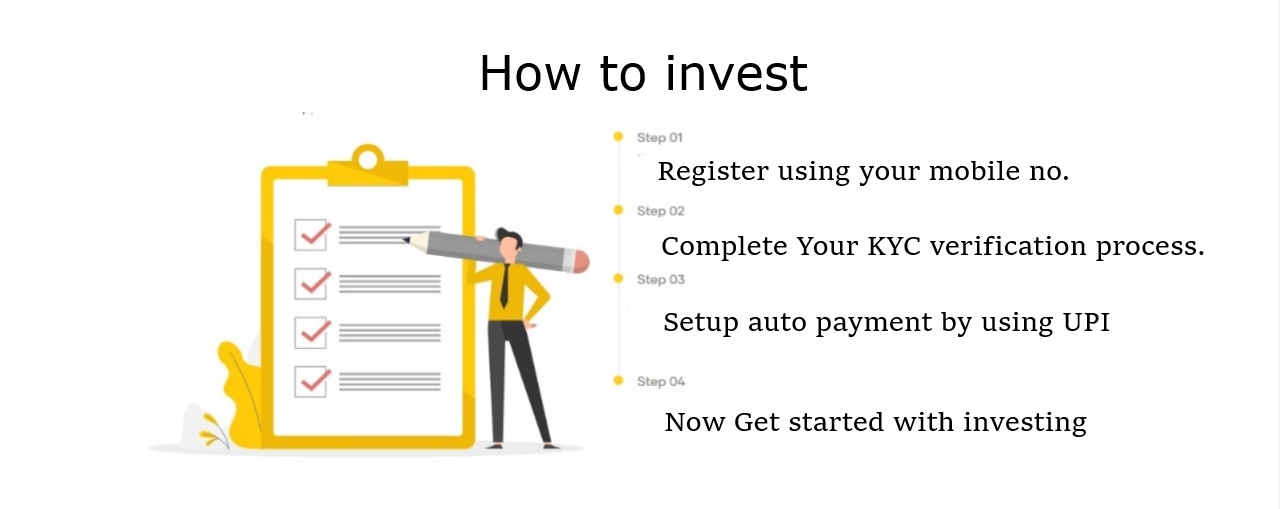 How to invest
Step 01
Register using your mobile no.
Step 02
Complete Your KYC verification process.
Step 03
Setup auto payment by using UPI
Step 04
Now Get started with investing